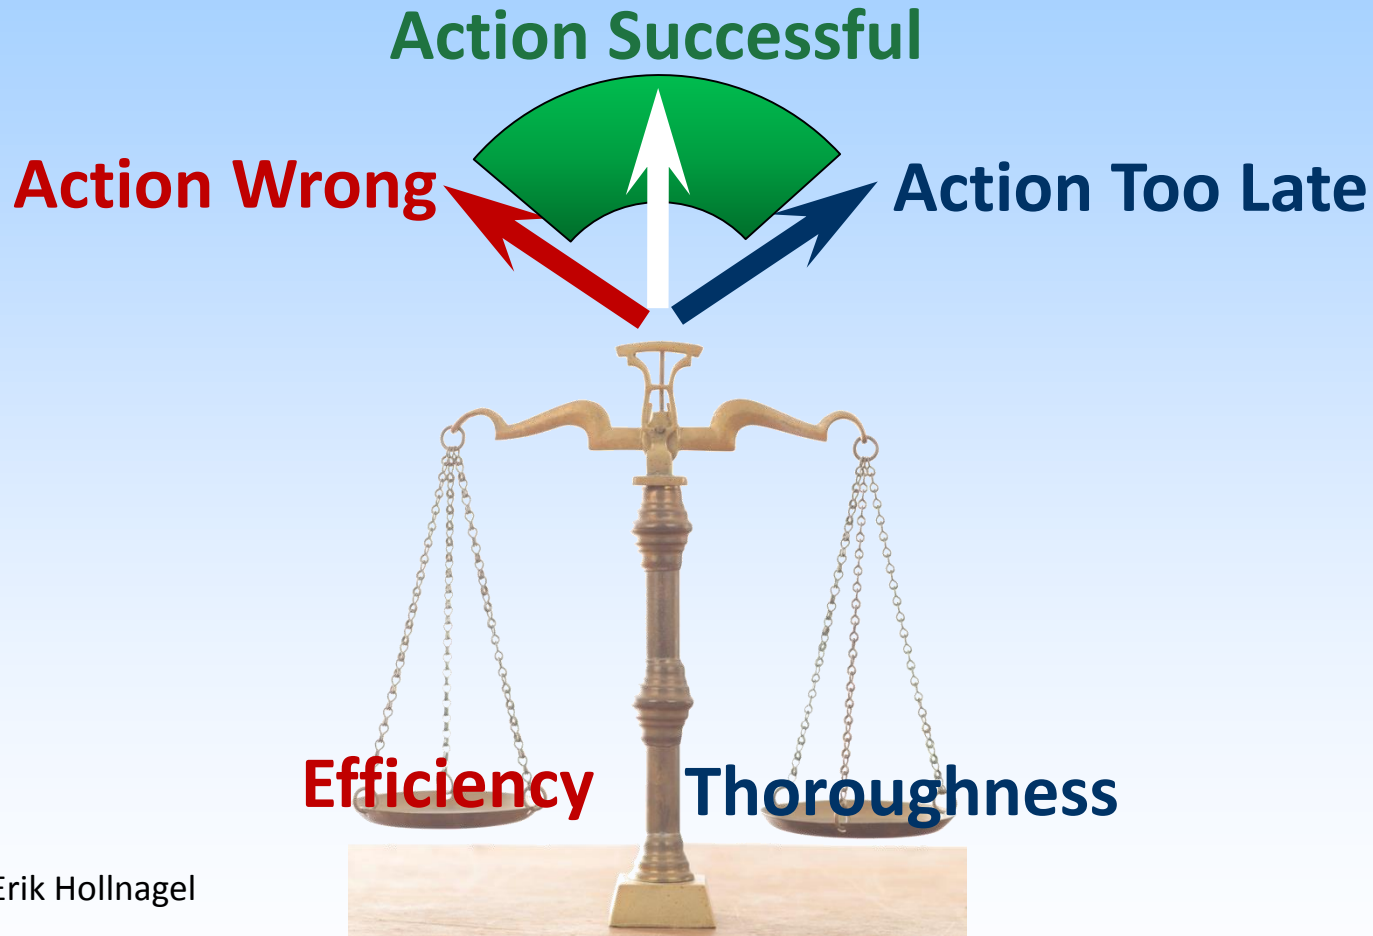 Action Successful
Action Wrong
Action Too Late
Efficiency
Thoroughness
Erik Hollnagel